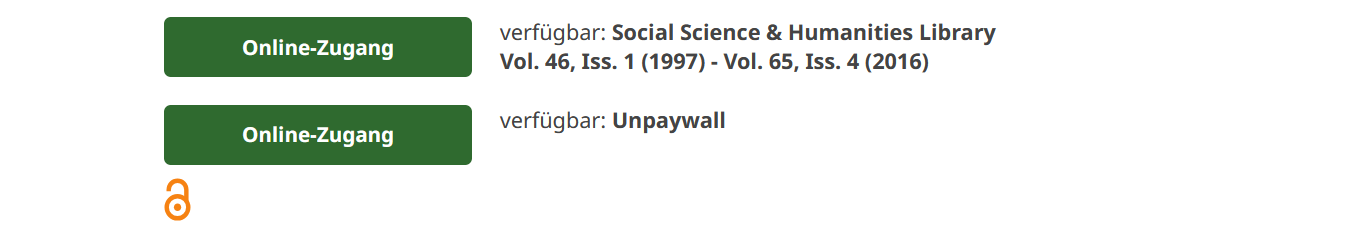 Online-Zugang
verfügbar: Social Science & Humanities Library
Vol. 46, Iss. 1 (1997) - Vol. 65, Iss. 4 (2016)
Online-Zugang
verfügbar: Unpaywall